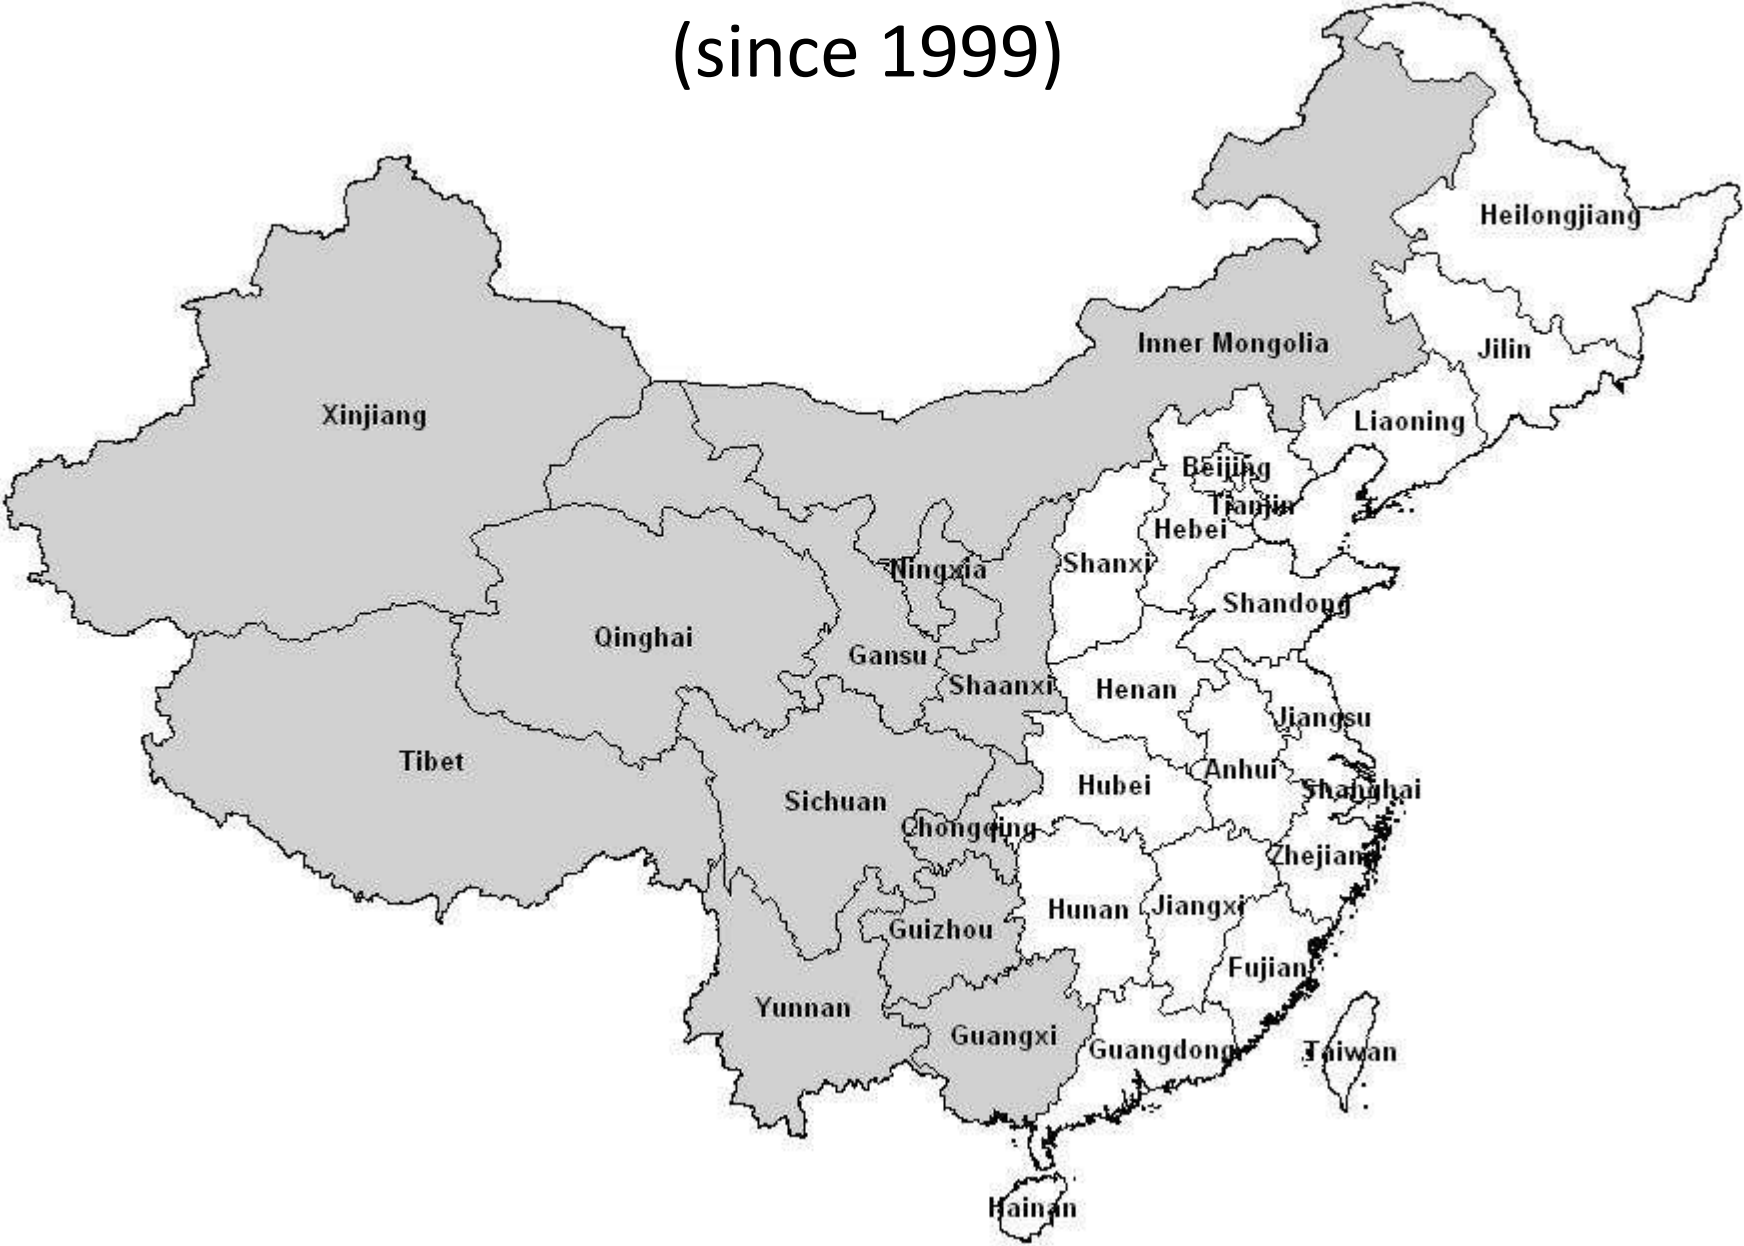 (since 1999)
Heilongjiang
Inner Mongolia
Jilin
Xinjiang
Liaoning
Beijing
Tianjin
Hebei
Shanxi
Ningxia
Shandong
Qinghai
Gansu
Shaanxi
Henan
Jiangsu
Tibet
Anhui
Hubei
Shanghai
Sichuan
Chongqing
Zhejiang
Hunan
Jiangxi
Guizhou
Fujian
Yunnan
Guangxi
Guangdong
Taiwan
Hainan